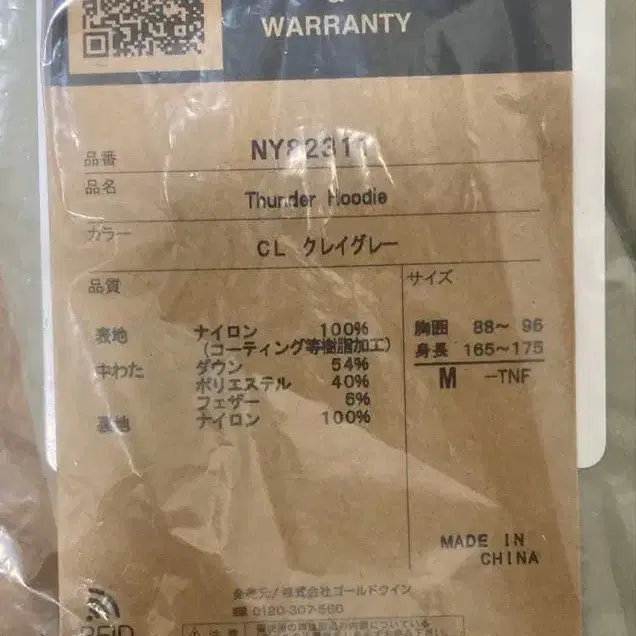 &
WARRANTY
品番 NY82311
品名 Thunder Hoodie
カラー CL クレイグレー
品質
サイズ
表地 ナイロン 100%
(コーティング等樹脂加工)
中わた ダウン 54%
ポリエステル 40%
フェザー 6%
裏地 ナイロン 100%
胸囲 88～ 96
身長 165～175
M -TNF
MADE IN
CHINA
発売元/株式会社ゴールドウイン
0120-307-560
RFID